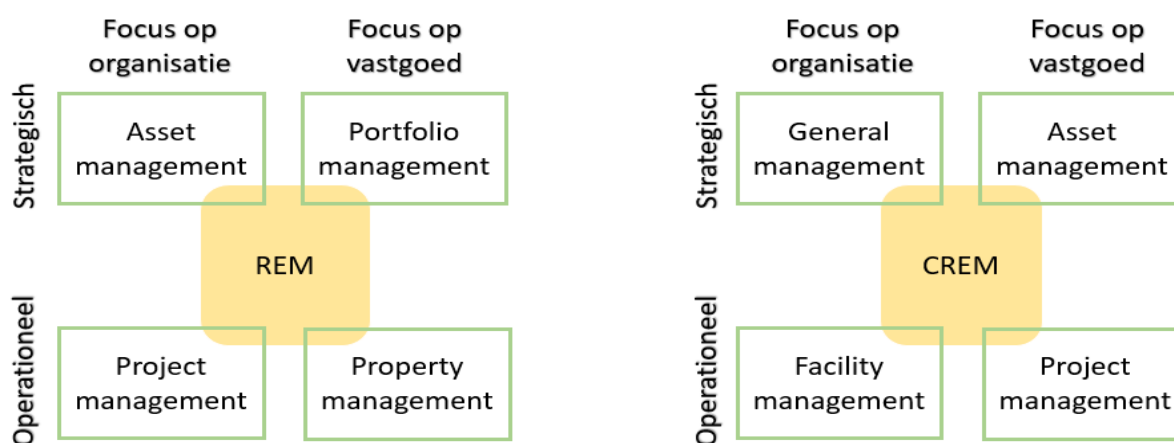 Focus op
organisatie
Focus op
vastgoed
Strategisch
Asset
management
Portfolio
management
REM
Operationeel
Project
management
Property
management
Focus op
organisatie
Focus op
vastgoed
Strategisch
General
management
Asset
management
CREM
Operationeel
Facility
management
Project
management